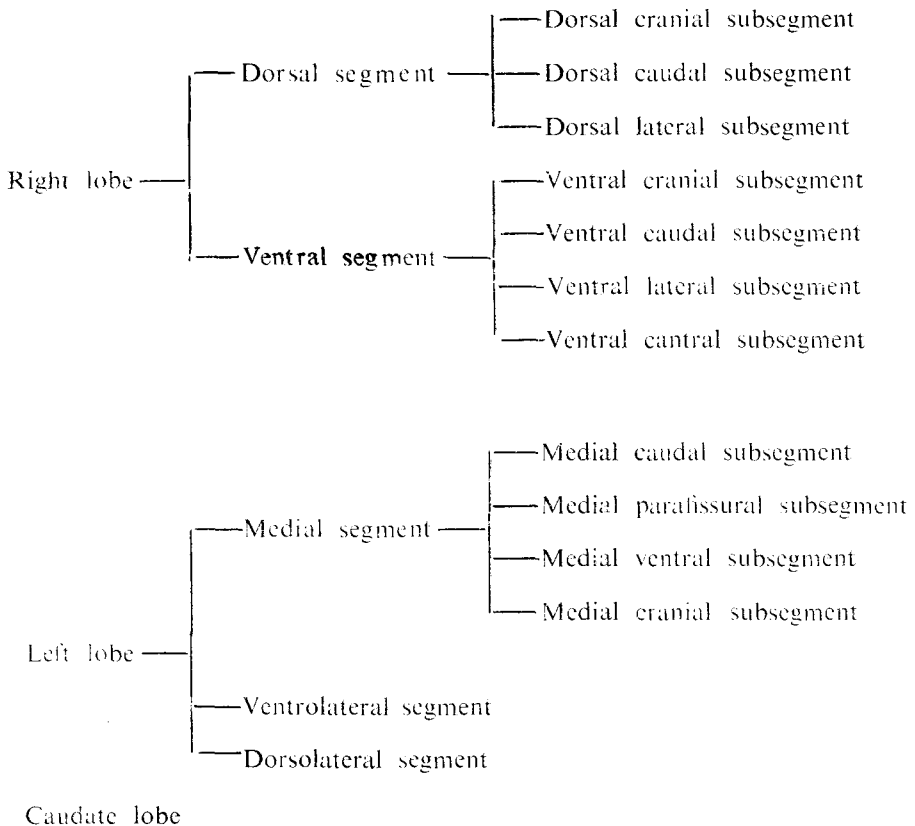 Dorsal cranial subsegment
Dorsal segment
Dorsal caudal subsegment
Dorsal lateral subsegment
Right lobe
Ventral cranial subsegment
Ventral caudal subsegment
Ventral segment
Ventral lateral subsegment
Ventral cantral subsegment
Medial caudal subsegment
Medial parafissural subsegment
Medial segment
Medial ventral subsegment
Medial cranial subsegment
Left lobe
Ventrolateral segment
Dorsolateral segment
Caudate lobe